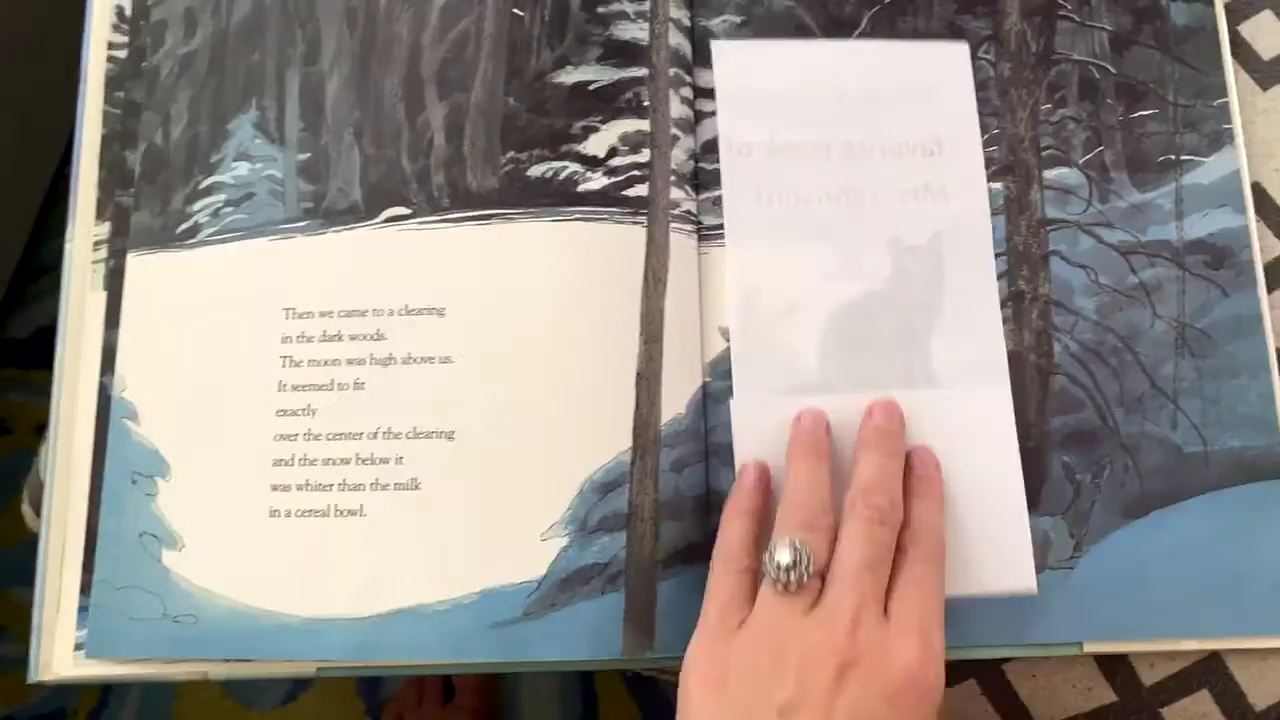 Then we came to a clearing
in the dark woods.
The moon was high above us.
It seemed to fit
exactly
over the center of the clearing
and the snow below it
was whiter than the milk
in a cereal bowl.
favorite
Mrs.